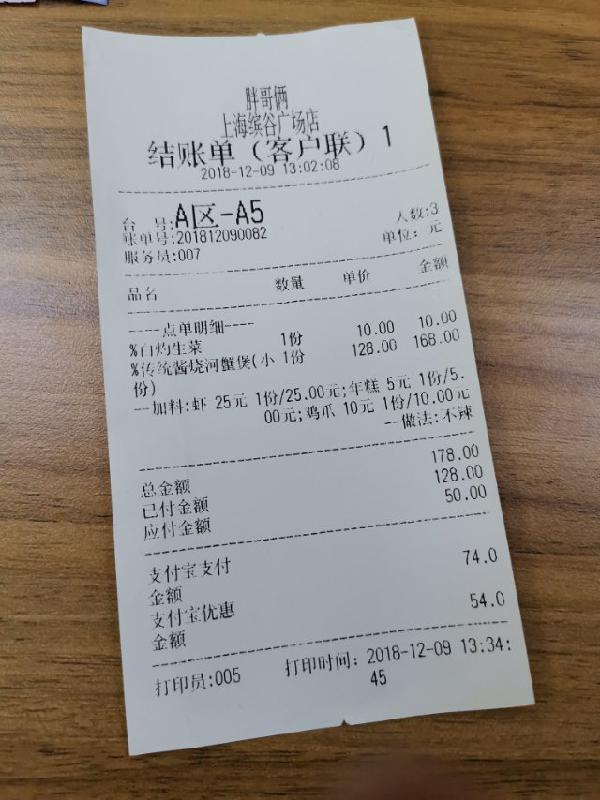 胖哥俩
上海缤谷广场店
结账单(客户联)1
2018-12-09 13:02:08
台 号:A区-A5
人数:3
账单号:201812090082
单位: 元
服务员:007
品名 数量 单价 金额
----点单明细----
%白灼生菜 1份 10.00 10.00
%传统酱烧河蟹煲(小 1份 128.00 168.00
份)
--加料:虾 25元 1份/25.00元;年糕 5元 1份/5.
00元;鸡爪 10元 1份/10.00元
--做法:不辣
总金额 178.00
已付金额 128.00
应付金额 50.00
支付宝支付 74.0
金额
支付宝优惠 54.0
金额
打印员:005 打印时间: 2018-12-09 13:34:
45